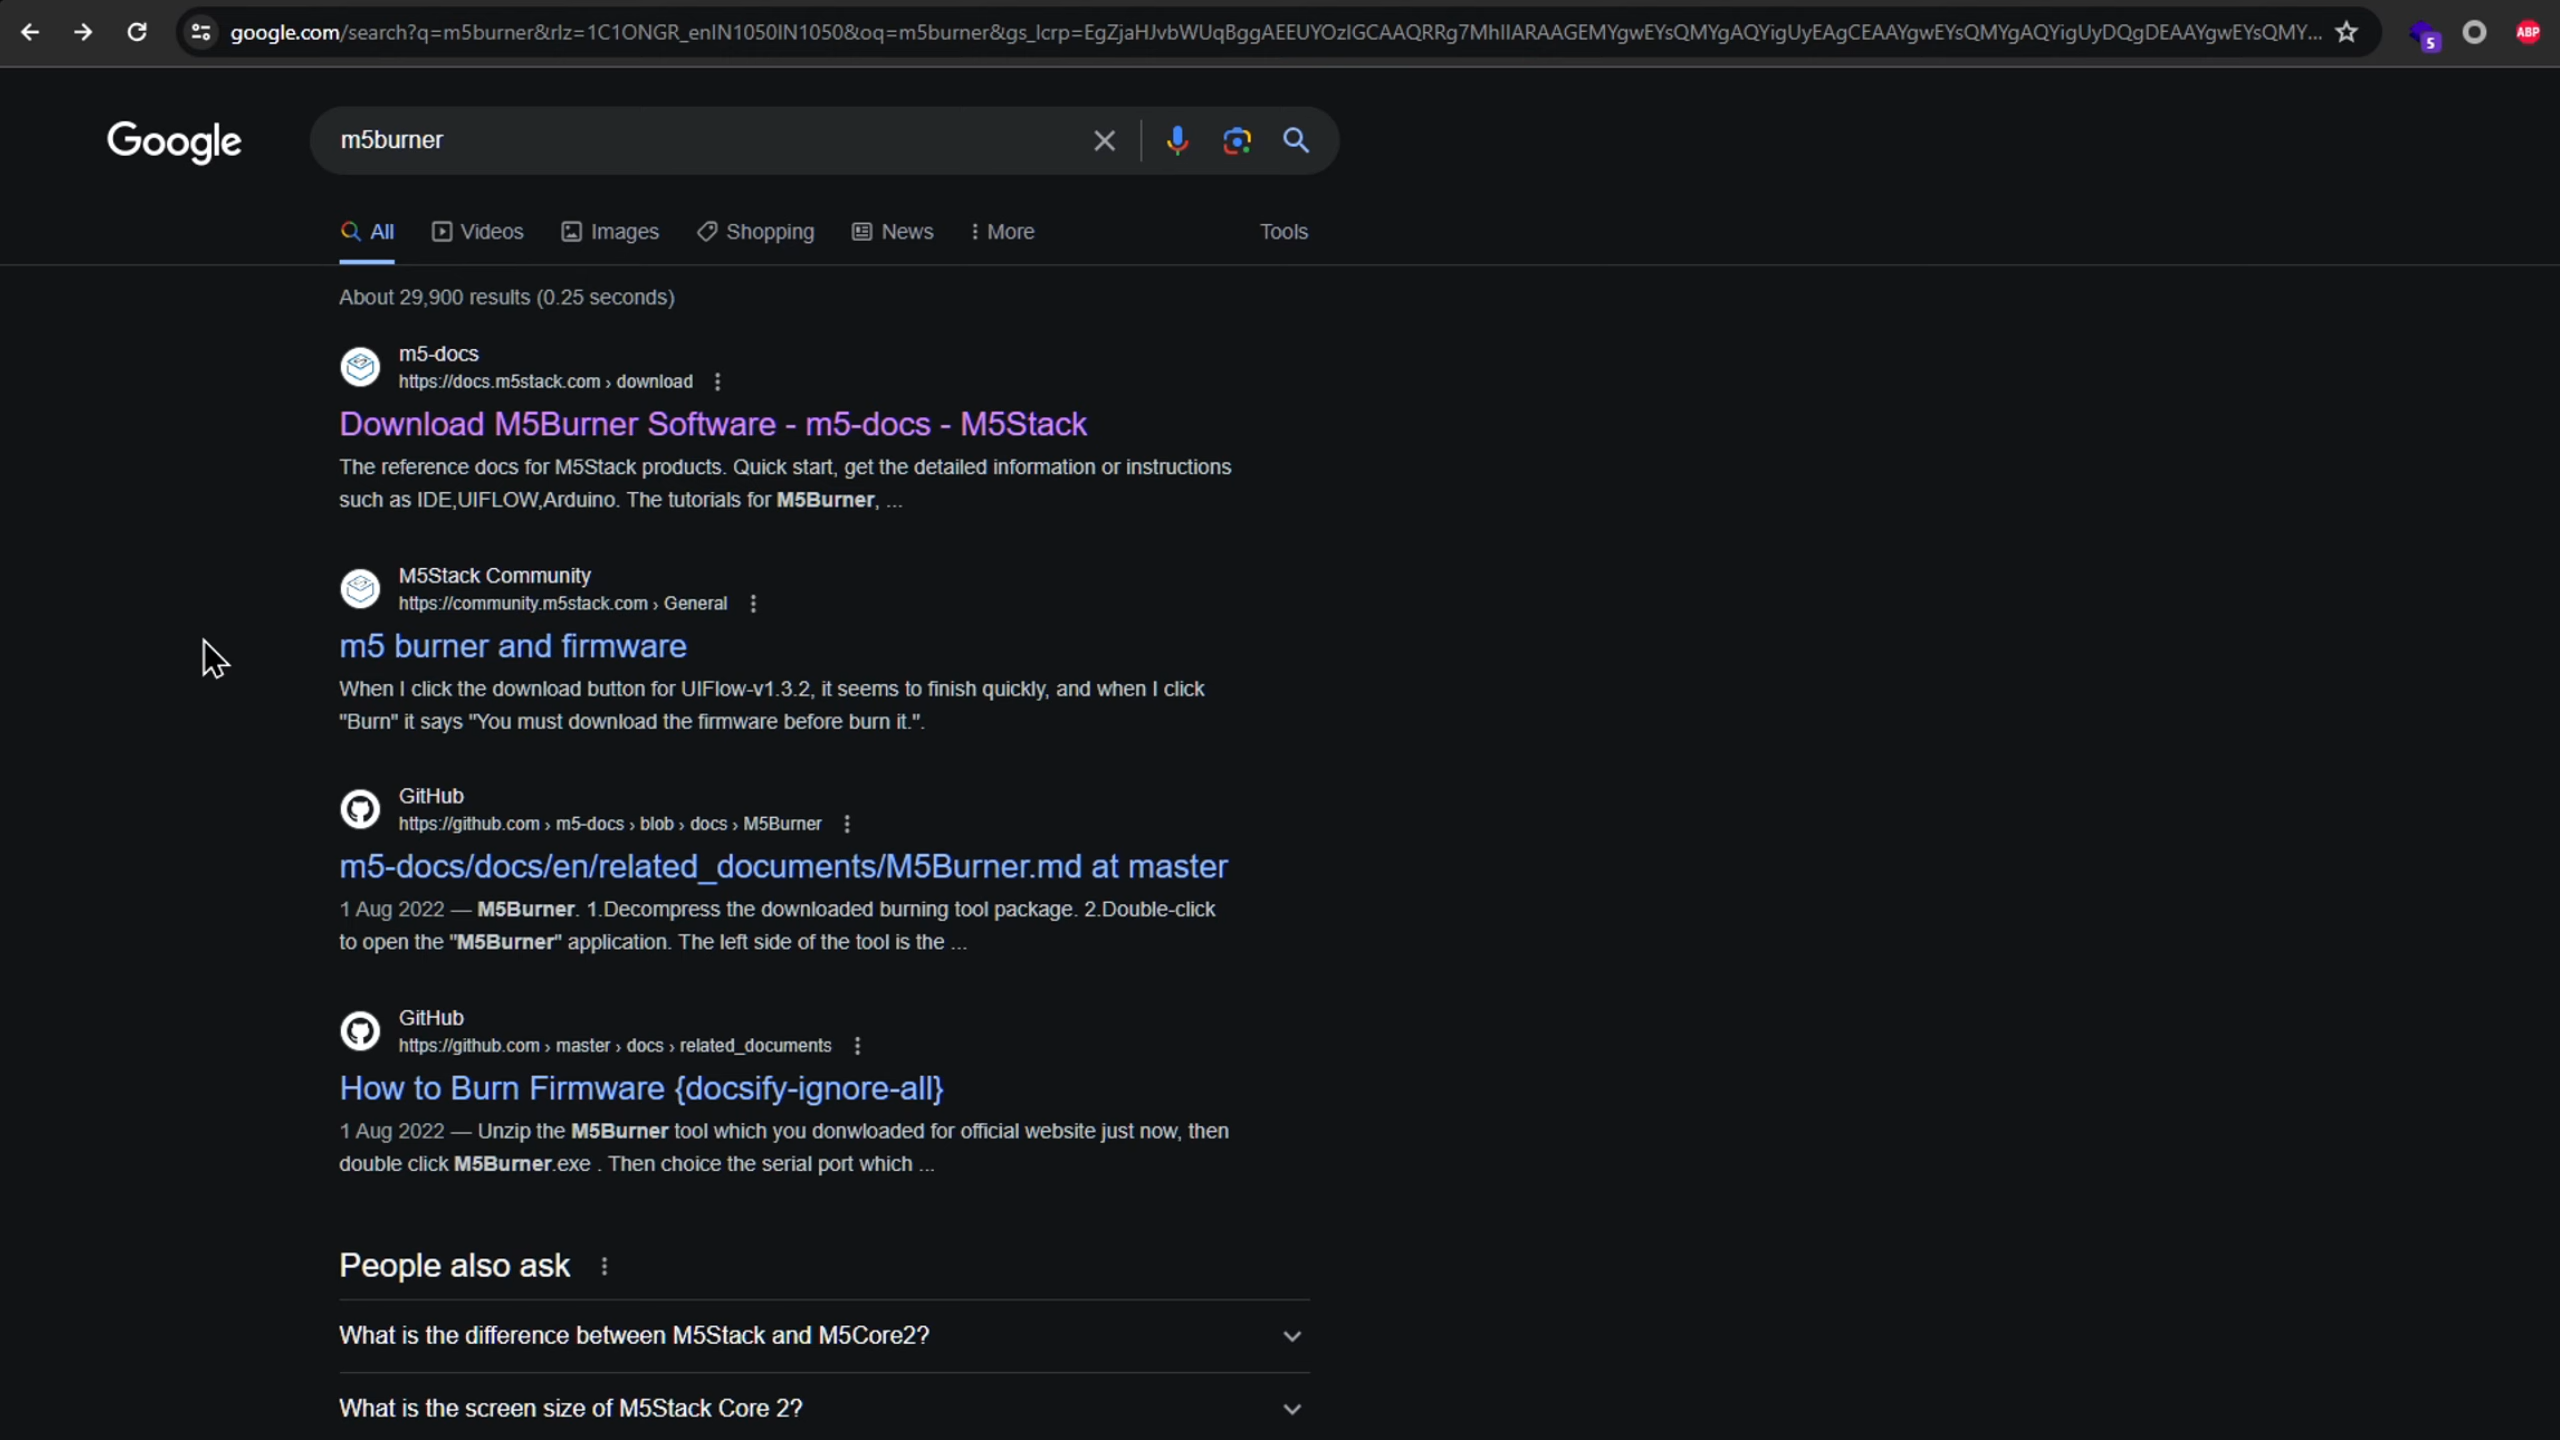 google.com/search?q=m5burner&rlz=1C1ONGR_enIN1050IN1050&oq=m5burner&gs_lcrp=EgZjaHJvbWUqBggAEEUYOzIGCAAQRRg7MhIIARAAGEMYgwEYsQMYgAQYigUyEAgCEAAYgwEYsQMYgAQYigUyDQgDEAAYgwEYsQMY...
5
ABP
Google
m5burner
All
Videos
Images
Shopping
News
More
Tools
About 29,900 results (0.25 seconds)
m5-docs
https://docs.m5stack.com › download
Download M5Burner Software - m5-docs - M5Stack
The reference docs for M5Stack products. Quick start, get the detailed information or instructions
such as IDE,UIFLOW,Arduino. The tutorials for M5Burner, ...
M5Stack Community
https://community.m5stack.com › General
m5 burner and firmware
When I click the download button for UIFlow-v1.3.2, it seems to finish quickly, and when I click
"Burn" it says "You must download the firmware before burn it.".
GitHub
https://github.com › m5-docs › blob › docs › M5Burner
m5-docs/docs/en/related_documents/M5Burner.md at master
1 Aug 2022 — M5Burner. 1.Decompress the downloaded burning tool package. 2.Double-click
to open the "M5Burner" application. The left side of the tool is the ...
GitHub
https://github.com › master › docs › related_documents
How to Burn Firmware {docsify-ignore-all}
1 Aug 2022 — Unzip the M5Burner tool which you donwloaded for official website just now, then
double click M5Burner.exe . Then choice the serial port which ...
People also ask
What is the difference between M5Stack and M5Core2?
What is the screen size of M5Stack Core 2?